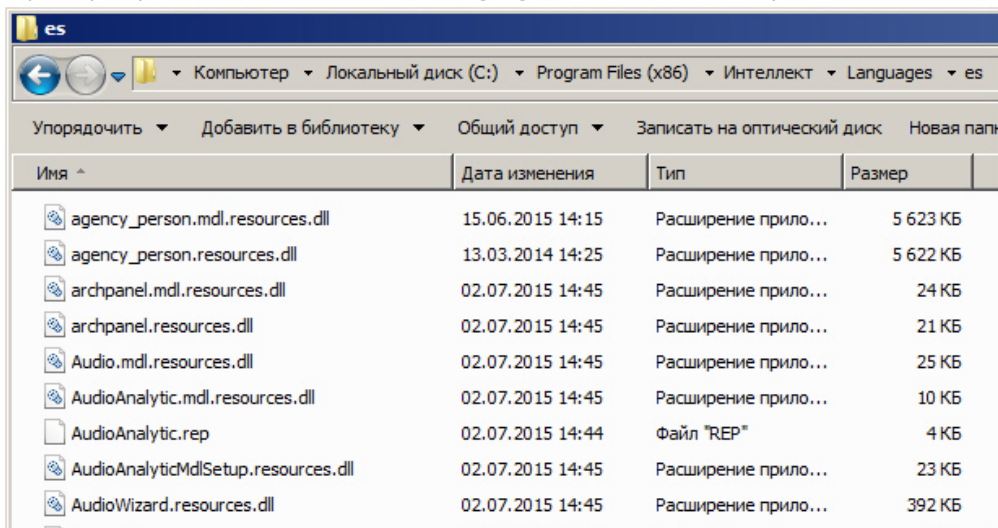 es
Компьютер Локальный диск (C:) Program Files (x86) Интеллект Languages es
Упорядочить Добавить в библиотеку Общий доступ Записать на оптический диск Новая
Имя Дата изменения Тип Размер
agency_person.mdl.resources.dll 15.06.2015 14:15 Расширение прило... 5 623 КБ
agency_person.resources.dll 13.03.2014 14:25 Расширение прило... 5 622 КБ
archpanel.mdl.resources.dll 02.07.2015 14:45 Расширение прило... 24 КБ
archpanel.resources.dll 02.07.2015 14:45 Расширение прило... 21 КБ
Audio.mdl.resources.dll 02.07.2015 14:45 Расширение прило... 25 КБ
AudioAnalytic.mdl.resources.dll 02.07.2015 14:45 Расширение прило... 10 КБ
AudioAnalytic.rep 02.07.2015 14:44 Файл "REP" 4 КБ
AudioAnalyticMdlSetup.resources.dll 02.07.2015 14:45 Расширение прило... 23 КБ
AudioWizard.resources.dll 02.07.2015 14:45 Расширение прило... 392 КБ